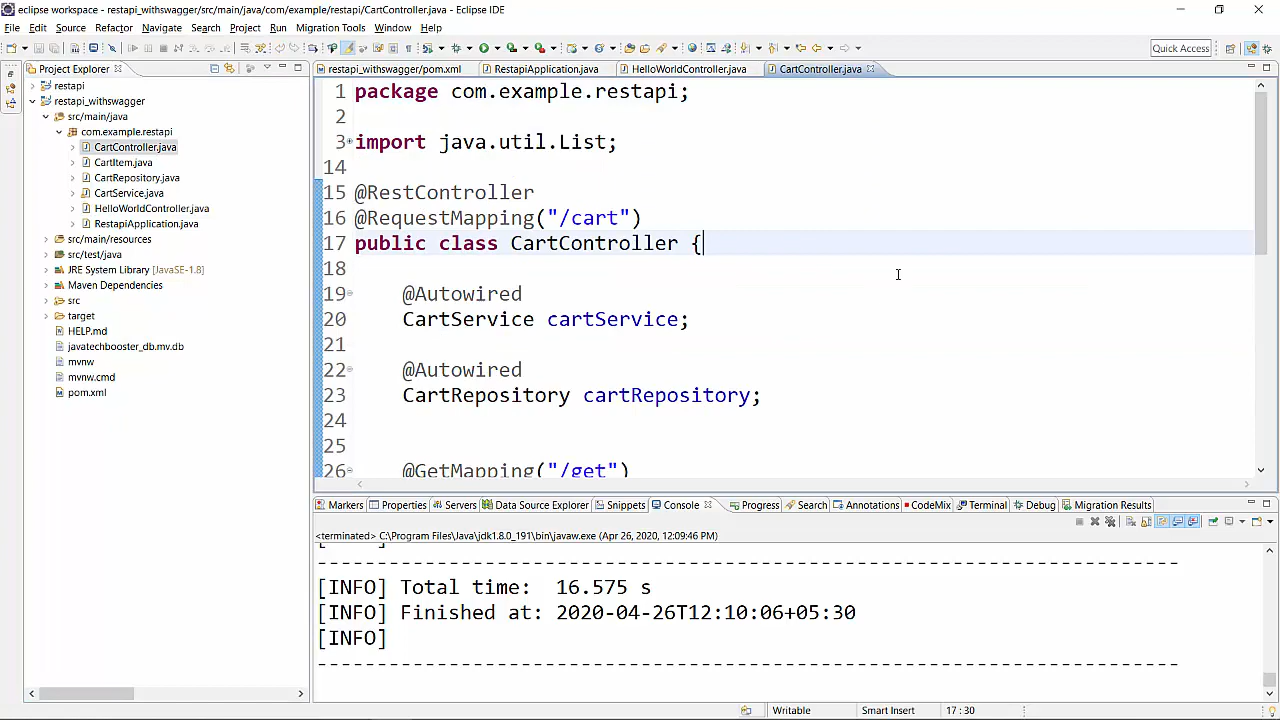 eclipse workspace - restapi_withswagger/src/main/java/com/example/restapi/CartController.java - Eclipse IDE
File Edit Source Refactor Navigate Search Project Run Migration Tools Window Help
Quick Access
Project Explorer
restapi
restapi_withswagger
src/main/java
com.example.restapi
CartController.java
CartItem.java
CartRepository.java
CartService.java
HelloWorldController.java
RestapiApplication.java
src/main/resources
src/test/java
JRE System Library [JavaSE-1.8]
Maven Dependencies
src
target
HELP.md
javatechbooster_db.mv.db
mvnw
mvnw.cmd
pom.xml
restapi_withswagger/pom.xml RestapiApplication.java HelloWorldController.java CartController.java
1 package com.example.restapi;
2
3 import java.util.List;
14
15 @RestController
16 @RequestMapping("/cart")
17 public class CartController {
18
19 @Autowired
20 CartService cartService;
21
22 @Autowired
23 CartRepository cartRepository;
24
25
26 @GetMapping("/get")
Markers Properties Servers Data Source Explorer Snippets Console Progress Search Annotations CodeMix Terminal Debug Migration Results
<terminated> C:\Program Files\Java\jdk1.8.0_191\bin\javaw.exe (Apr 26, 2020, 12:09:46 PM)
------------------------------------------------------------------------
[INFO] Total time:  16.575 s
[INFO] Finished at: 2020-04-26T12:10:06+05:30
[INFO]
------------------------------------------------------------------------
Writable Smart Insert 17 : 30